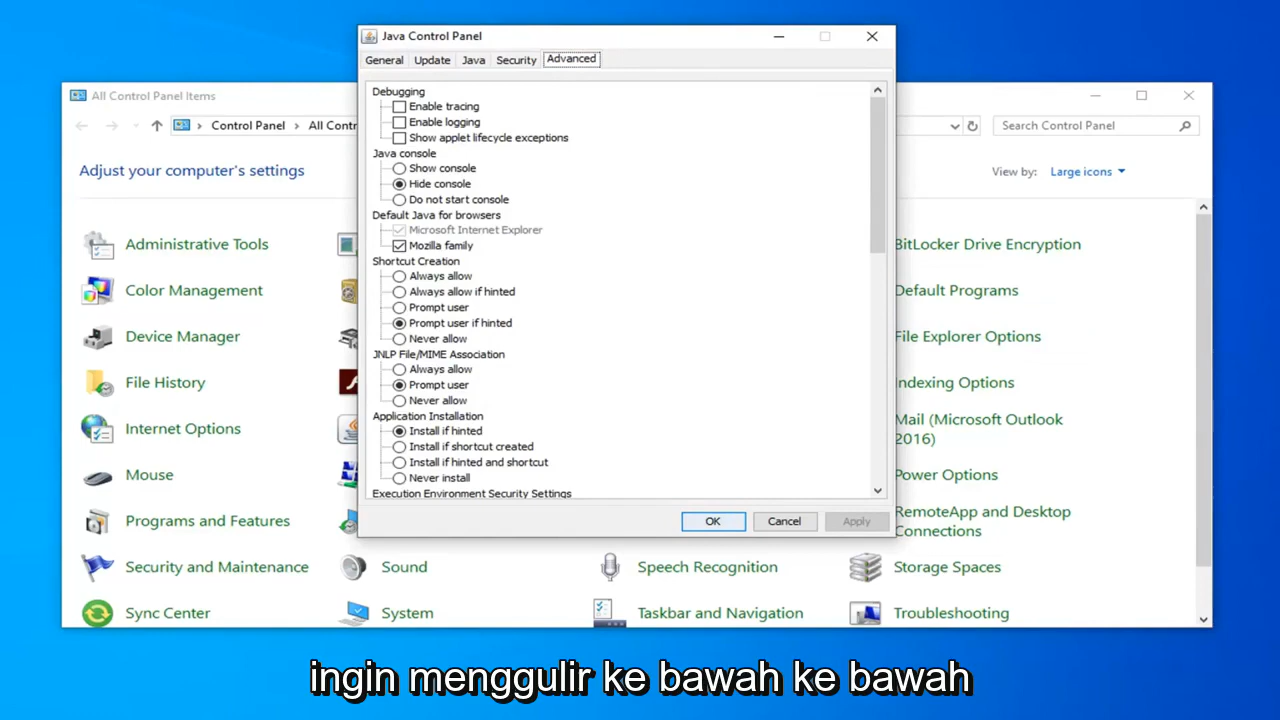 Java Control Panel
General Update Java Security Advanced
Debugging
Enable tracing
Enable logging
Show applet lifecycle exceptions
Java console
Show console
Hide console
Do not start console
Default Java for browsers
Microsoft Internet Explorer
Mozilla family
Shortcut Creation
Always allow
Always allow if hinted
Prompt user
Prompt user if hinted
Never allow
JNLP File/MIME Association
Always allow
Prompt user
Never allow
Application Installation
Install if hinted
Install if shortcut created
Install if hinted and shortcut
Never install
Execution Environment Security Settings
OK Cancel Apply
All Control Panel Items
Control Panel > All Contr
Search Control Panel
Adjust your computer's settings
View by: Large icons
Administrative Tools
BitLocker Drive Encryption
Color Management
Default Programs
Device Manager
File Explorer Options
File History
Indexing Options
Internet Options
Mail (Microsoft Outlook
2016)
Mouse
Power Options
Programs and Features
RemoteApp and Desktop
Connections
Security and Maintenance
Sound
Speech Recognition
Storage Spaces
Sync Center
System
Taskbar and Navigation
Troubleshooting
ingin menggulir ke bawah ke bawah